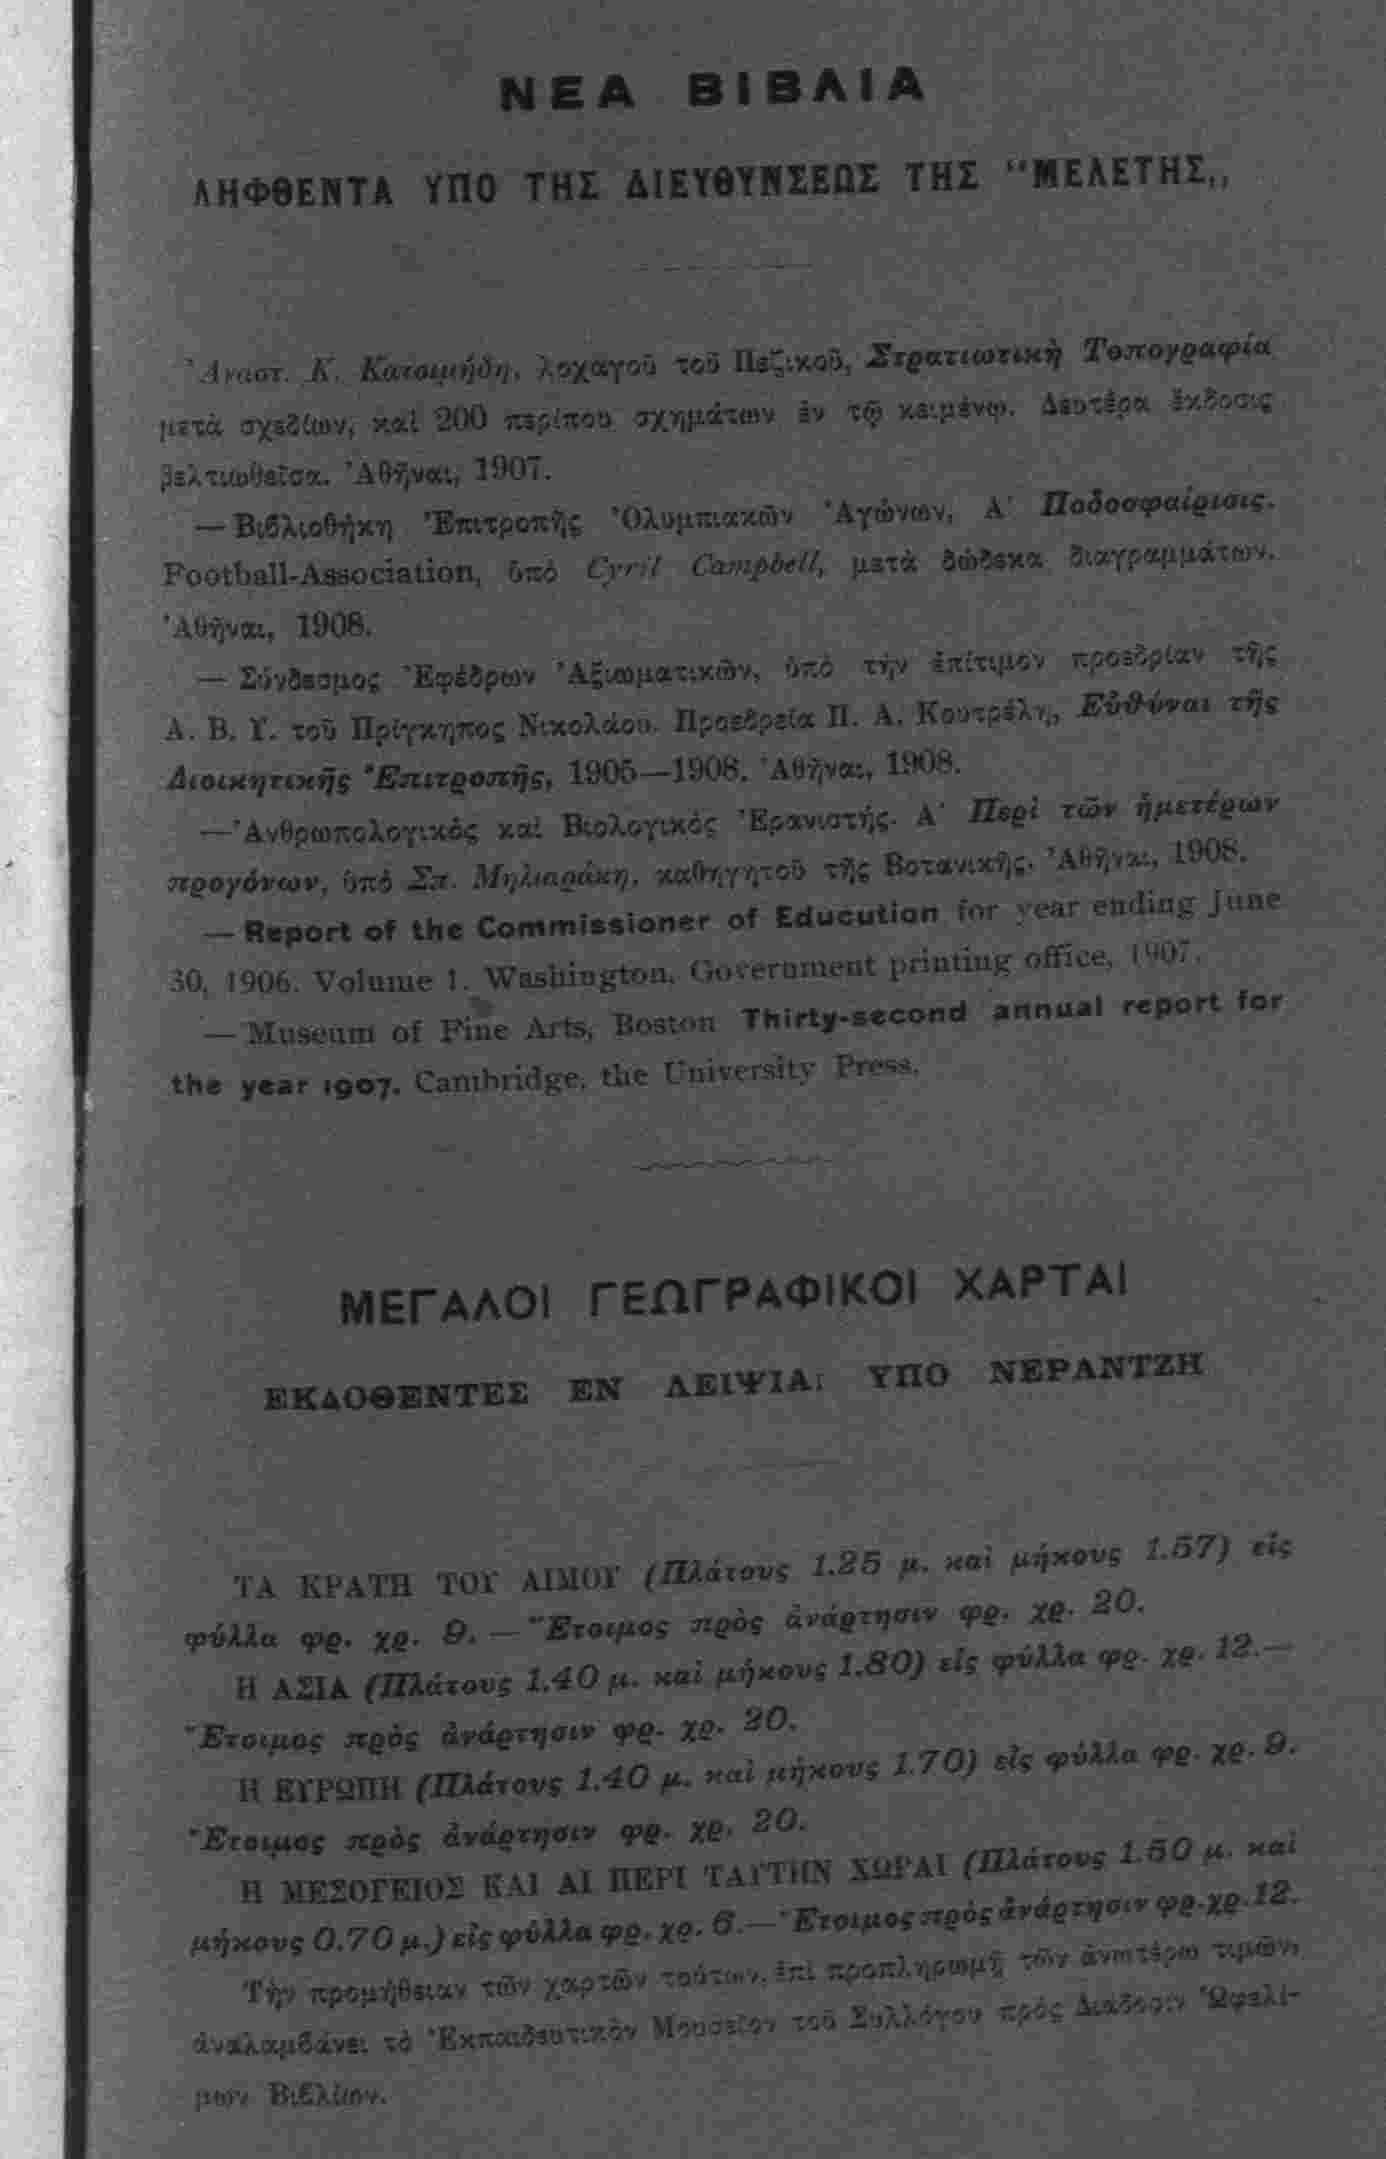 ΝΕΑ ΒΙΒΛΙΑ
ΛΗΦΘΕΝΤΑ ΥΠΟ ΤΗΣ ΔΙΕΥΘΥΝΣΕΩΣ ΤΗΣ “ΜΕΛΕΤΗΣ„
Ἀναστ. Κ. Κατσιμήδη, λοχαγοῦ τοῦ Πεζικοῦ, Στρατιωτικὴ Τοπογραφία
μετὰ σχεδίων, καὶ 200 περίπου σχημάτων ἐν τῷ κειμένῳ. Δευτέρα ἔκδοσις
βελτιωθεῖσα. Ἀθῆναι, 1907.
— Βιβλιοθήκη Ἐπιτροπῆς Ὀλυμπιακῶν Ἀγώνων, Α΄ Ποδοσφαίρισις.
Football-Association, ὑπὸ Cyril Campbell, μετὰ δώδεκα διαγραμμάτων.
Ἀθῆναι, 1908.
— Σύνδεσμος Ἐφέδρων Ἀξιωματικῶν, ὑπὸ τὴν ἐπίτιμον προεδρίαν τῆς
Α. Β. Υ. τοῦ Πρίγκηπος Νικολάου. Προεδρεία Π. Α. Κουτρέλη, Εὐθύναι τῆς
Διοικητικῆς Ἐπιτροπῆς, 1905—1908. Ἀθῆναι, 1908.
—Ἀνθρωπολογικὸς καὶ Βιολογικὸς Ἐρανιστής. Α΄ Περὶ τῶν ἡμετέρων
προγόνων, ὑπὸ Σπ. Μηλιαράκη, καθηγητοῦ τῆς Βοτανικῆς. Ἀθῆναι, 1908.
— Report of the Commissioner of Educution for year ending June
30, 1906. Volume 1. Washington, Government printing office, 1907.
— Museum of Fine Arts, Boston Thirty-second annual report for
the year 1907. Cambridge, the University Press.
ΜΕΓΑΛΟΙ ΓΕΩΓΡΑΦΙΚΟΙ ΧΑΡΤΑΙ
ΕΚΔΟΘΕΝΤΕΣ ΕΝ ΛΕΙΨΙΑι ΥΠΟ ΝΕΡΑΝΤΖΗ
ΤΑ ΚΡΑΤΗ ΤΟΥ ΑΙΜΟΥ (Πλάτους 1.25 μ. καὶ μήκους 1.57) εἰς
φύλλα φρ. χρ. 9. — Ἕτοιμος πρὸς ἀνάρτησιν φρ. χρ. 20.
Η ΑΣΙΑ (Πλάτους 1.40 μ. καὶ μήκους 1.80) εἰς φύλλα φρ. χρ. 12.—
Ἕτοιμος πρὸς ἀνάρτησιν φρ. χρ. 20.
Η ΕΥΡΩΠΗ (Πλάτους 1.40 μ. καὶ μήκους 1.70) εἰς φύλλα φρ. χρ. 9.
Ἕτοιμος πρὸς ἀνάρτησιν φρ. χρ. 20.
Η ΜΕΣΟΓΕΙΟΣ ΚΑΙ ΑΙ ΠΕΡΙ ΤΑΥΤΗΝ ΧΩΡΑΙ (Πλάτους 1.50 μ. καὶ
μήκους 0.70 μ.) εἰς φύλλα φρ. χρ. 6.—Ἕτοιμος πρὸς ἀνάρτησιν φρ.χρ.12.
Τὴν προμήθειαν τῶν χαρτῶν τούτων, ἐπὶ προπληρωμῇ τῶν ἀνωτέρω τιμῶν,
ἀναλαμβάνει τὸ Ἐκπαιδευτικὸν Μουσεῖον τοῦ Συλλόγου πρὸς Διάδοσιν Ὠφελί-
μων Βιβλίων.